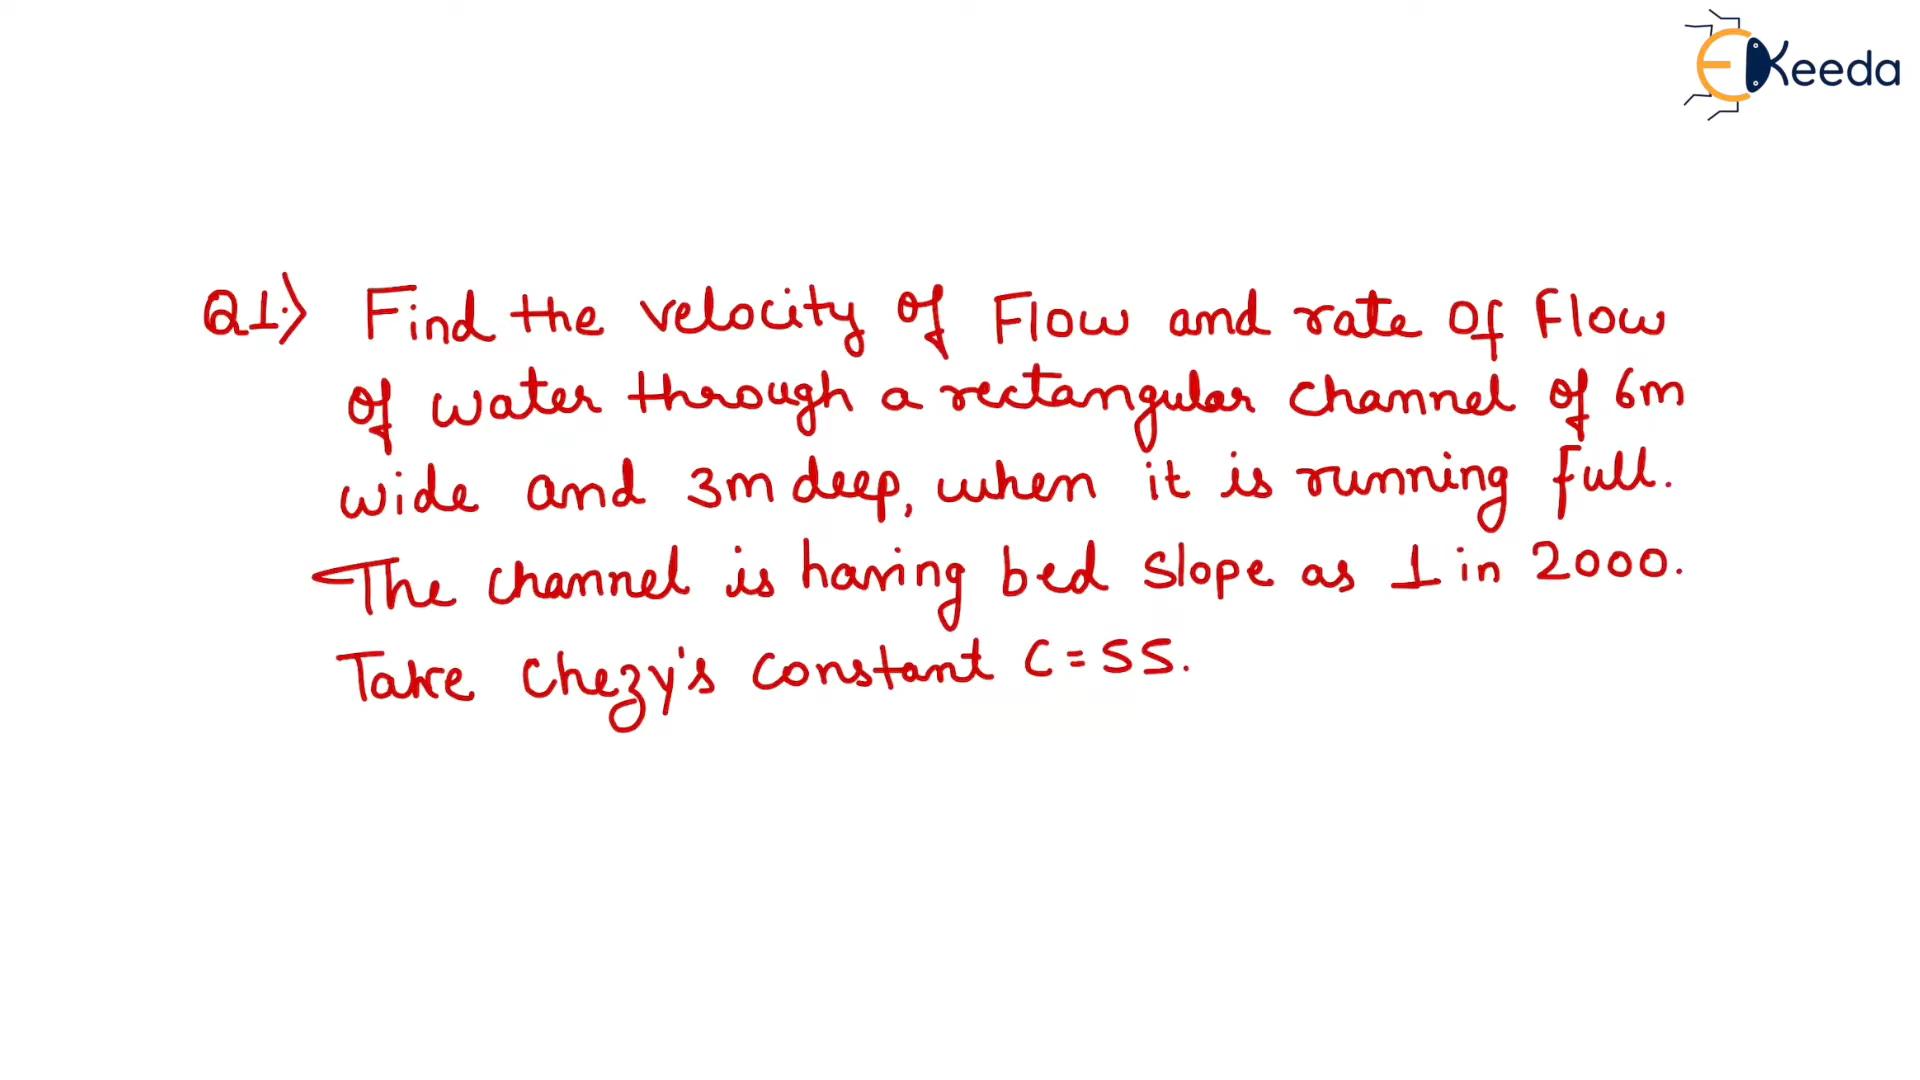 EKeeda
Q1.) Find the velocity of Flow and rate of Flow
of water through a rectangular channel of 6m
wide and 3m deep, when it is running full.
The channel is having bed slope as 1 in 2000.
Take Chezy's constant C=55.